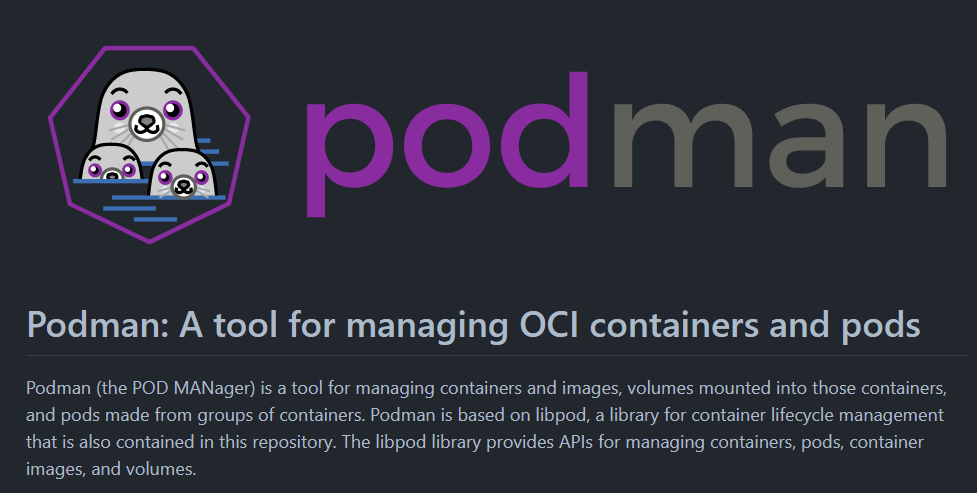 podman
Podman: A tool for managing OCI containers and pods
Podman (the POD MANager) is a tool for managing containers and images, volumes mounted into those containers,
and pods made from groups of containers. Podman is based on libpod, a library for container lifecycle management
that is also contained in this repository. The libpod library provides APIs for managing containers, pods, container
images, and volumes.